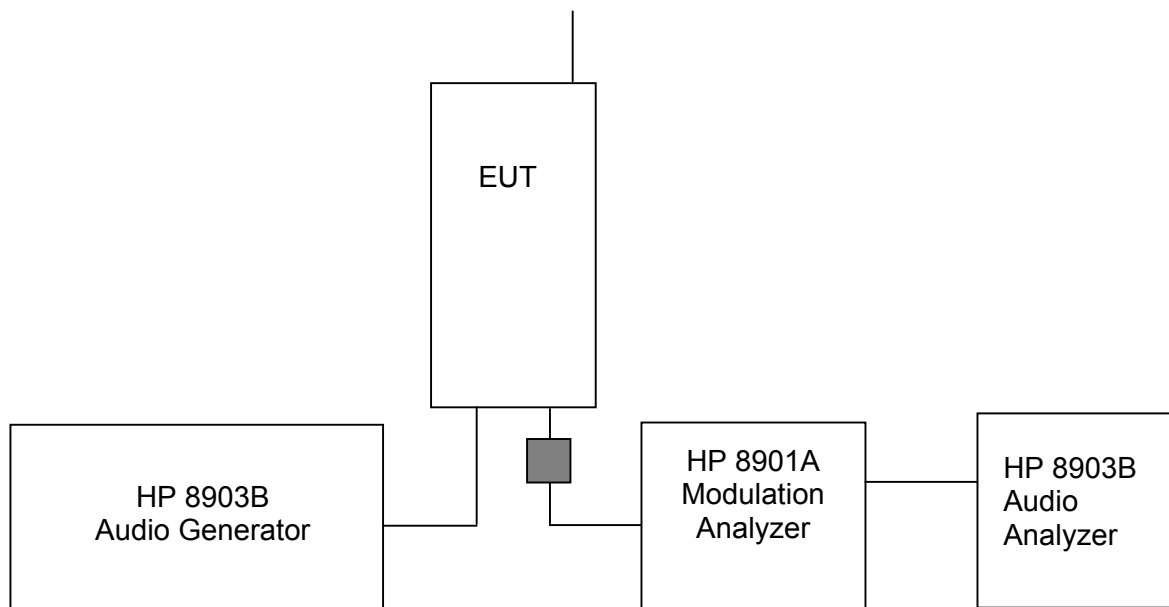 EUT
HP 8903B
Audio Generator
HP 8901A
Modulation
Analyzer
HP 8903B
Audio
Analyzer